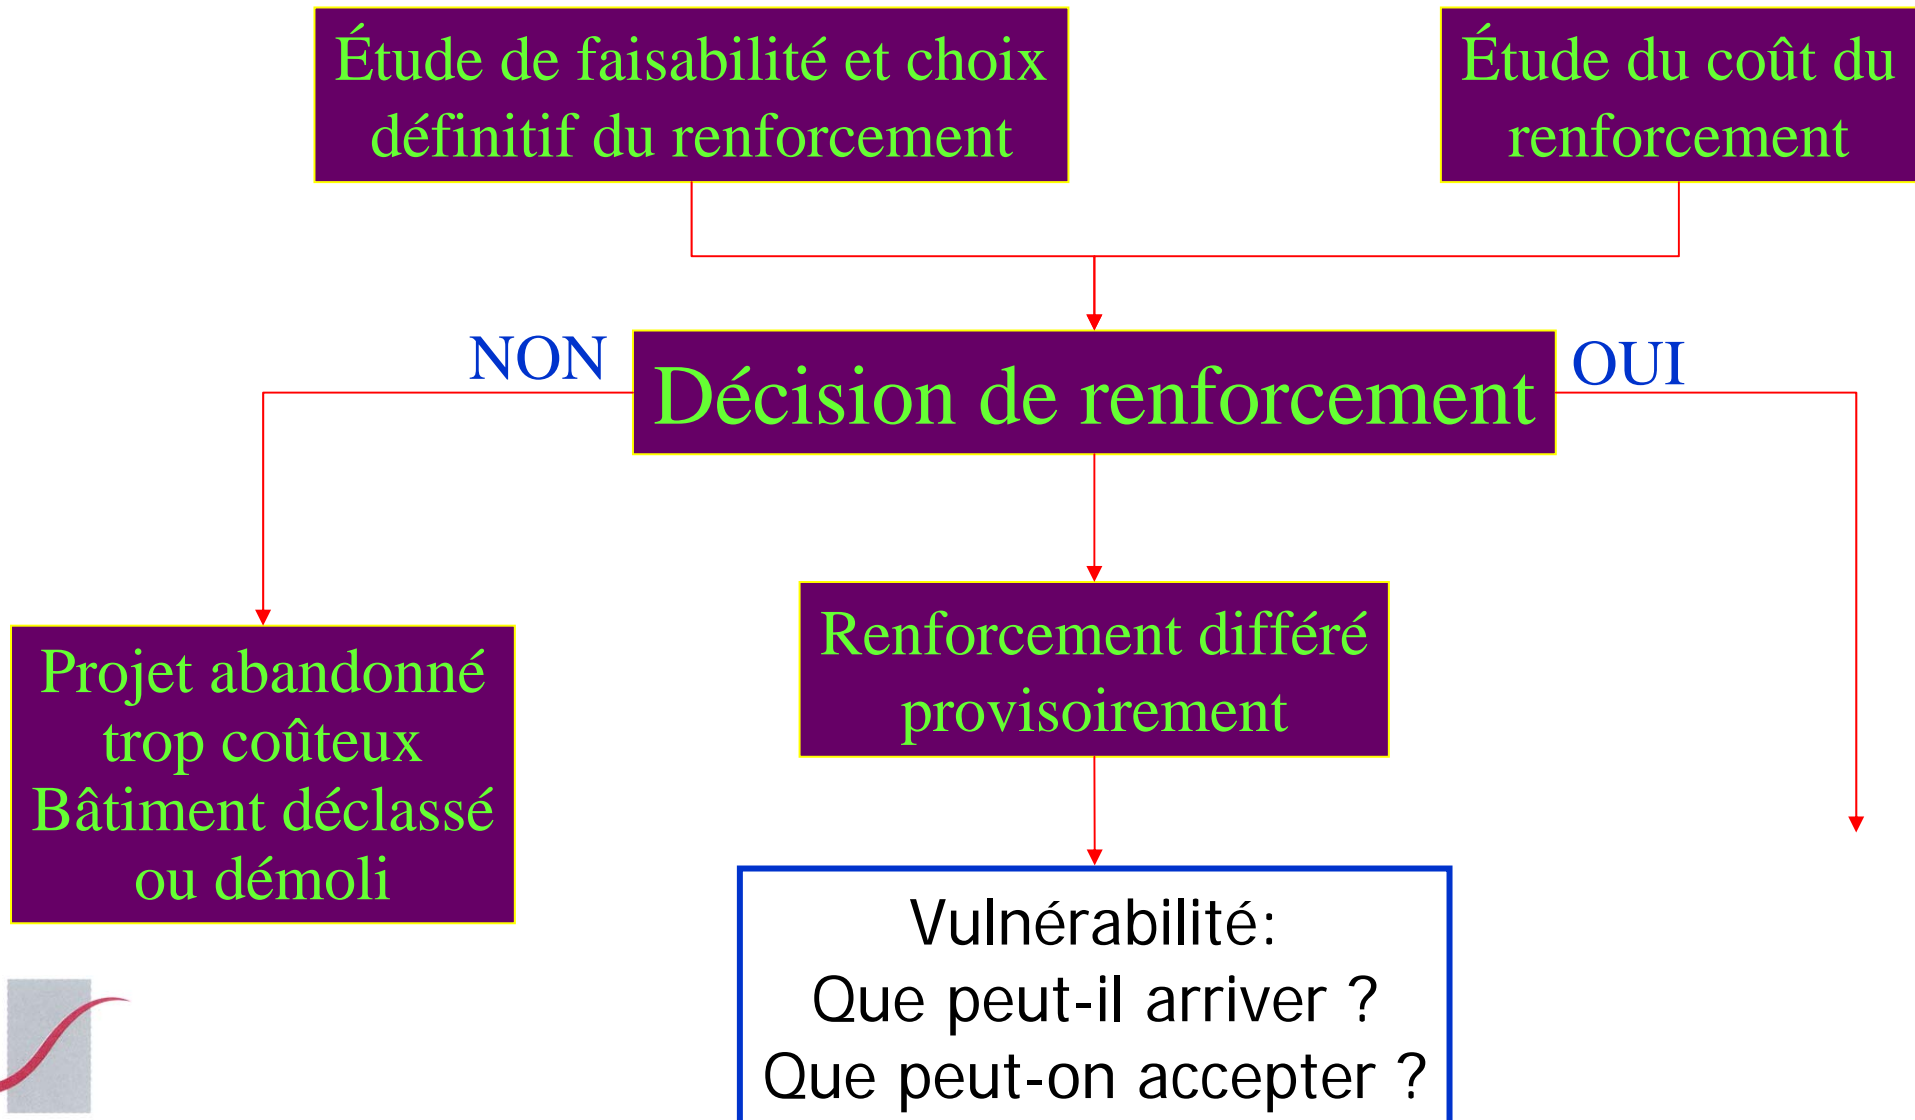 Étude de faisabilité et choix
définitif du renforcement
Étude du coût du
renforcement
NON
Décision de renforcement
OUI
Projet abandonné
trop coûteux
Bâtiment déclassé
ou démoli
Renforcement différé
provisoirement
Vulnérabilité:
Que peut-il arriver ?
Que peut-on accepter ?